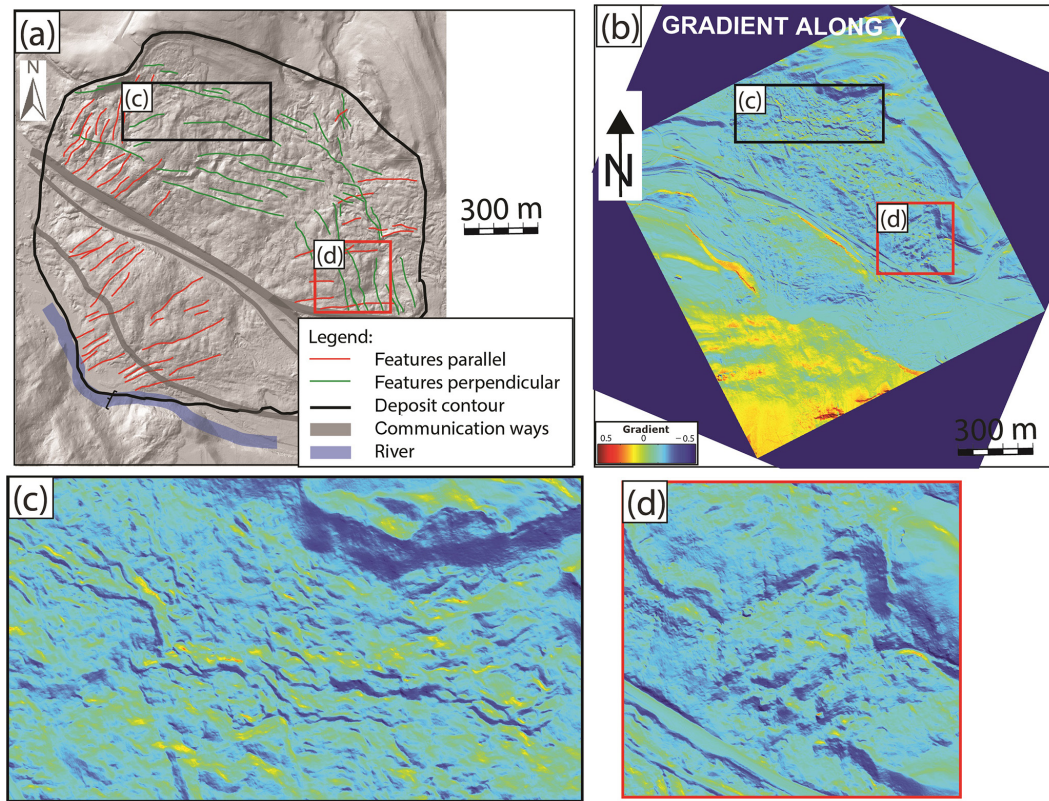 (a)
N
(c)
(d)
300 m
Legend:
Features parallel
Features perpendicular
Deposit contour
Communication ways
River
(b)
GRADIENT ALONG Y
N
(c)
(d)
Gradient
0.5 0 −0.5
300 m
(c)
(d)